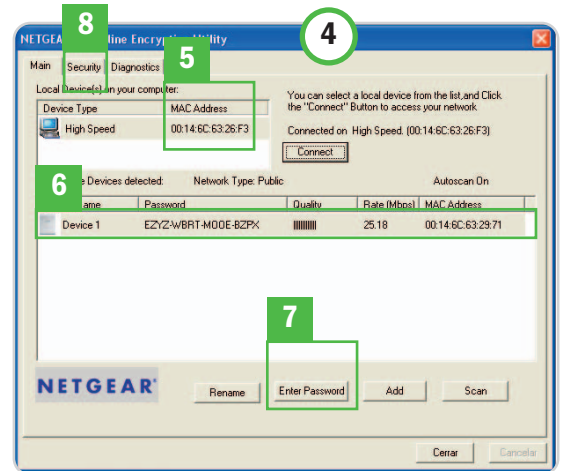 8
4
NETGEA line Encryption Utility
5
Main Security Diagnostics
Local Device(s) on your computer:
You can select a local device from the list,and Click
the "Connect" Button to access your network
Device Type MAC Address
High Speed 00:14:6C:63:26:F3
Connected on High Speed. (00:14:6C:63:26:F3)
Connect
6
e Devices detected: Network Type: Public Autoscan On
ame Password Quality Rate (Mbps) MAC Address
Device 1 EZYZ-WBRT-MOOE-BZPX 25.18 00:14:6C:63:29:71
7
NETGEAR Rename Enter Password Add Scan
Cerrar Cancelar